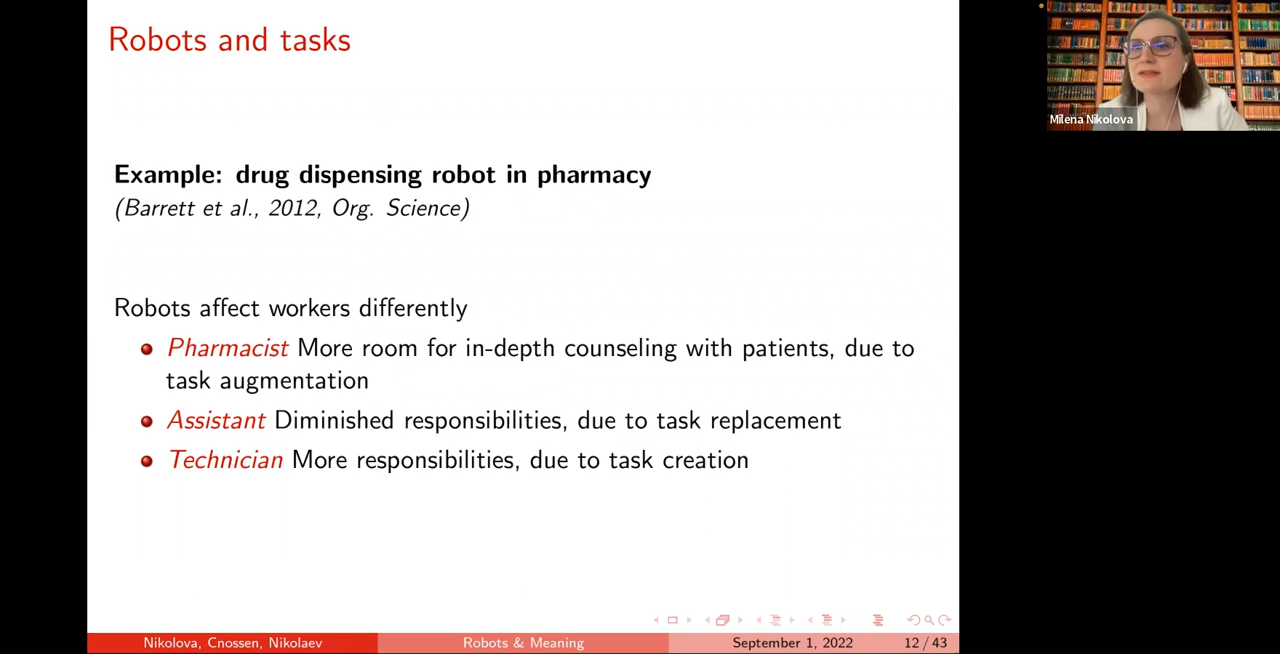 Robots and tasks
Milena Nikolova
Example: drug dispensing robot in pharmacy
(Barrett et al., 2012, Org. Science)
Robots affect workers differently
Pharmacist More room for in-depth counseling with patients, due to
task augmentation
Assistant Diminished responsibilities, due to task replacement
Technician More responsibilities, due to task creation
Nikolova, Cnossen, Nikolaev
Robots & Meaning
September 1, 2022
12 / 43